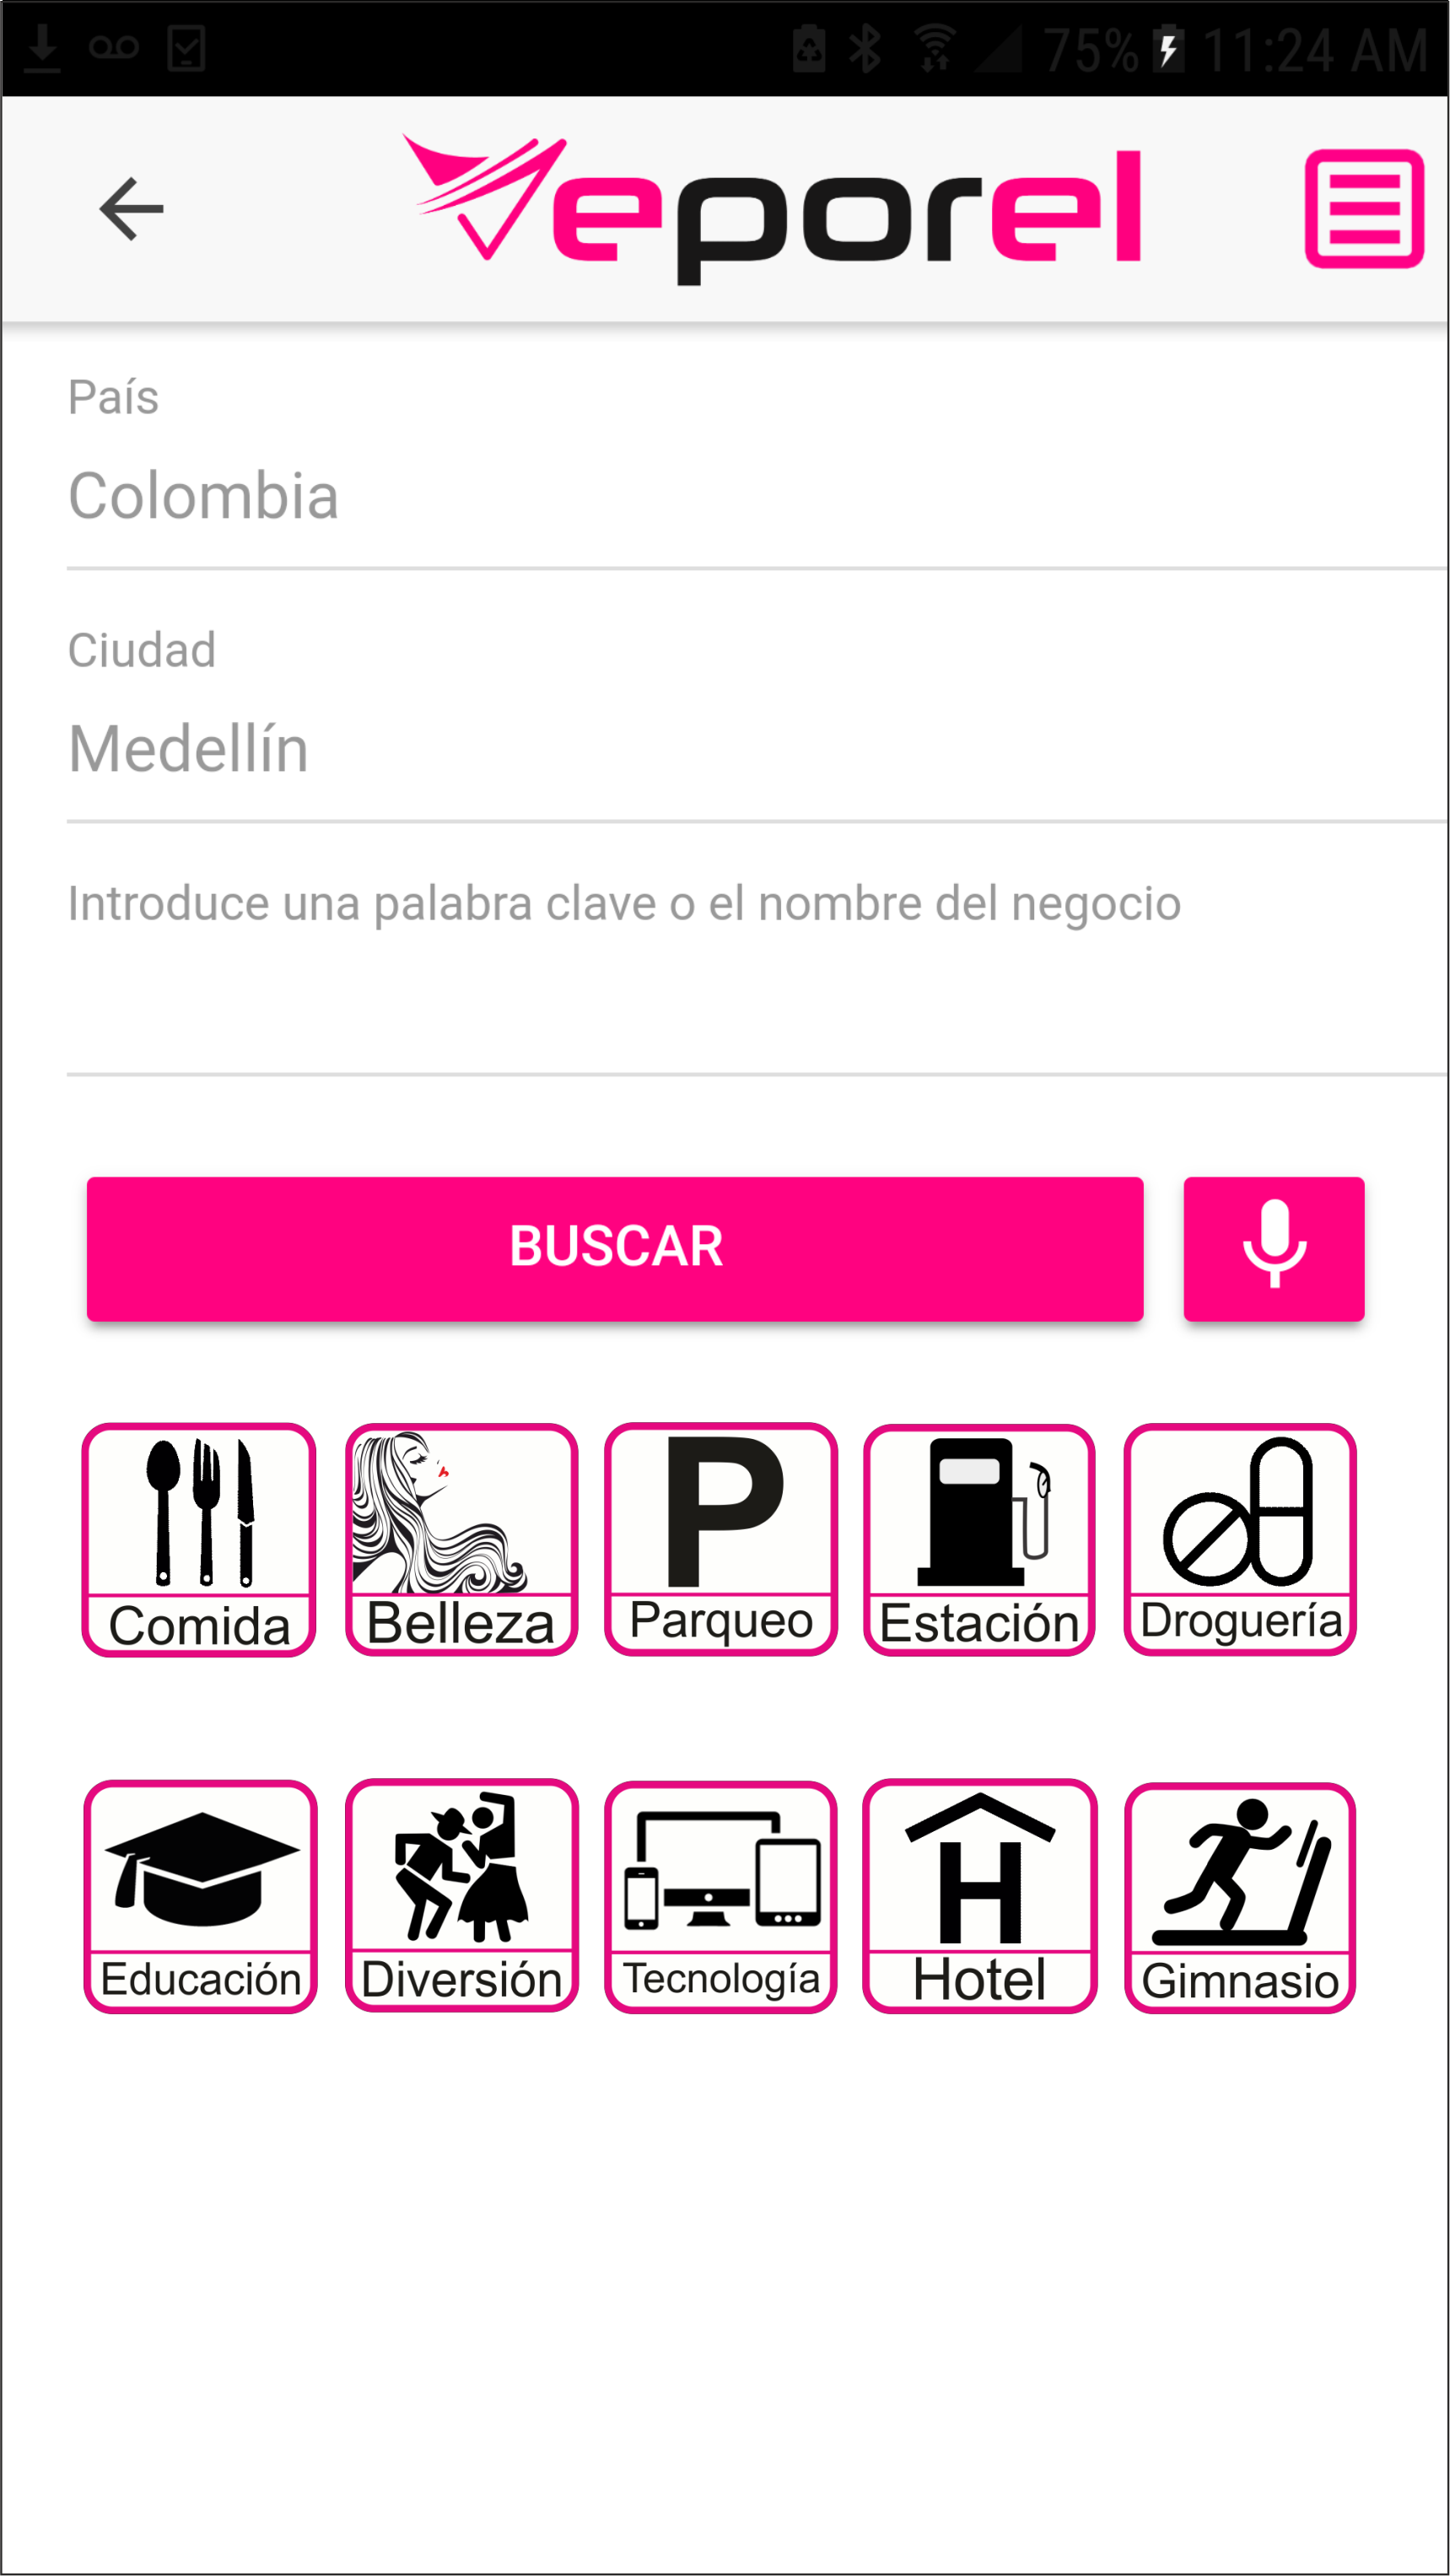 75% 11:24 AM
Veporel
País
Colombia
Ciudad
Medellín
Introduce una palabra clave o el nombre del negocio
BUSCAR
Comida Belleza Parqueo Estación Droguería
Educación Diversión Tecnología Hotel Gimnasio